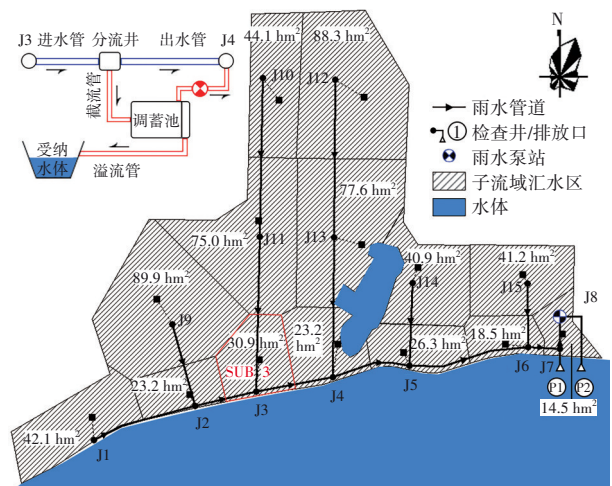 J3 进水管 分流井 出水管 J4
截流管
调蓄池
受纳
水体
溢流管
N
雨水管道
① 检查井/排放口
雨水泵站
子流域汇水区
水体
44.1 hm²
88.3 hm²
J10
J12
77.6 hm²
75.0 hm²
J11
J13
40.9 hm²
41.2 hm²
J14
J15
J8
89.9 hm²
J9
30.9 hm²
SUB_3
23.2
hm²
26.3 hm²
18.5 hm²
23.2 hm²
J6
J7
P1
P2
14.5 hm²
J5
J4
J3
J2
42.1 hm²
J1